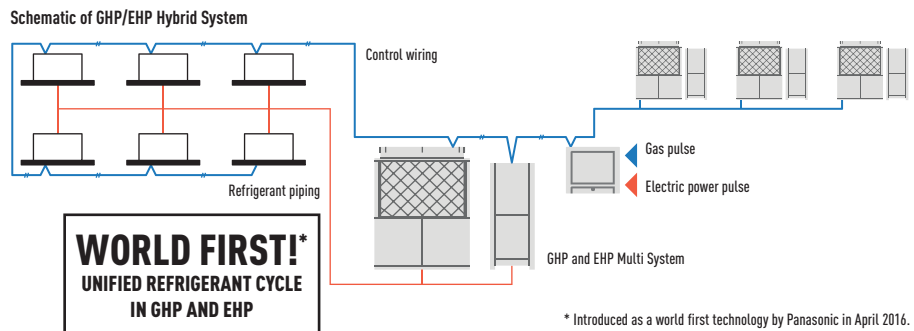 Schematic of GHP/EHP Hybrid System
Control wiring
Gas pulse
Electric power pulse
Refrigerant piping
WORLD FIRST!*
UNIFIED REFRIGERANT CYCLE
IN GHP AND EHP
GHP and EHP Multi System
* Introduced as a world first technology by Panasonic in April 2016.